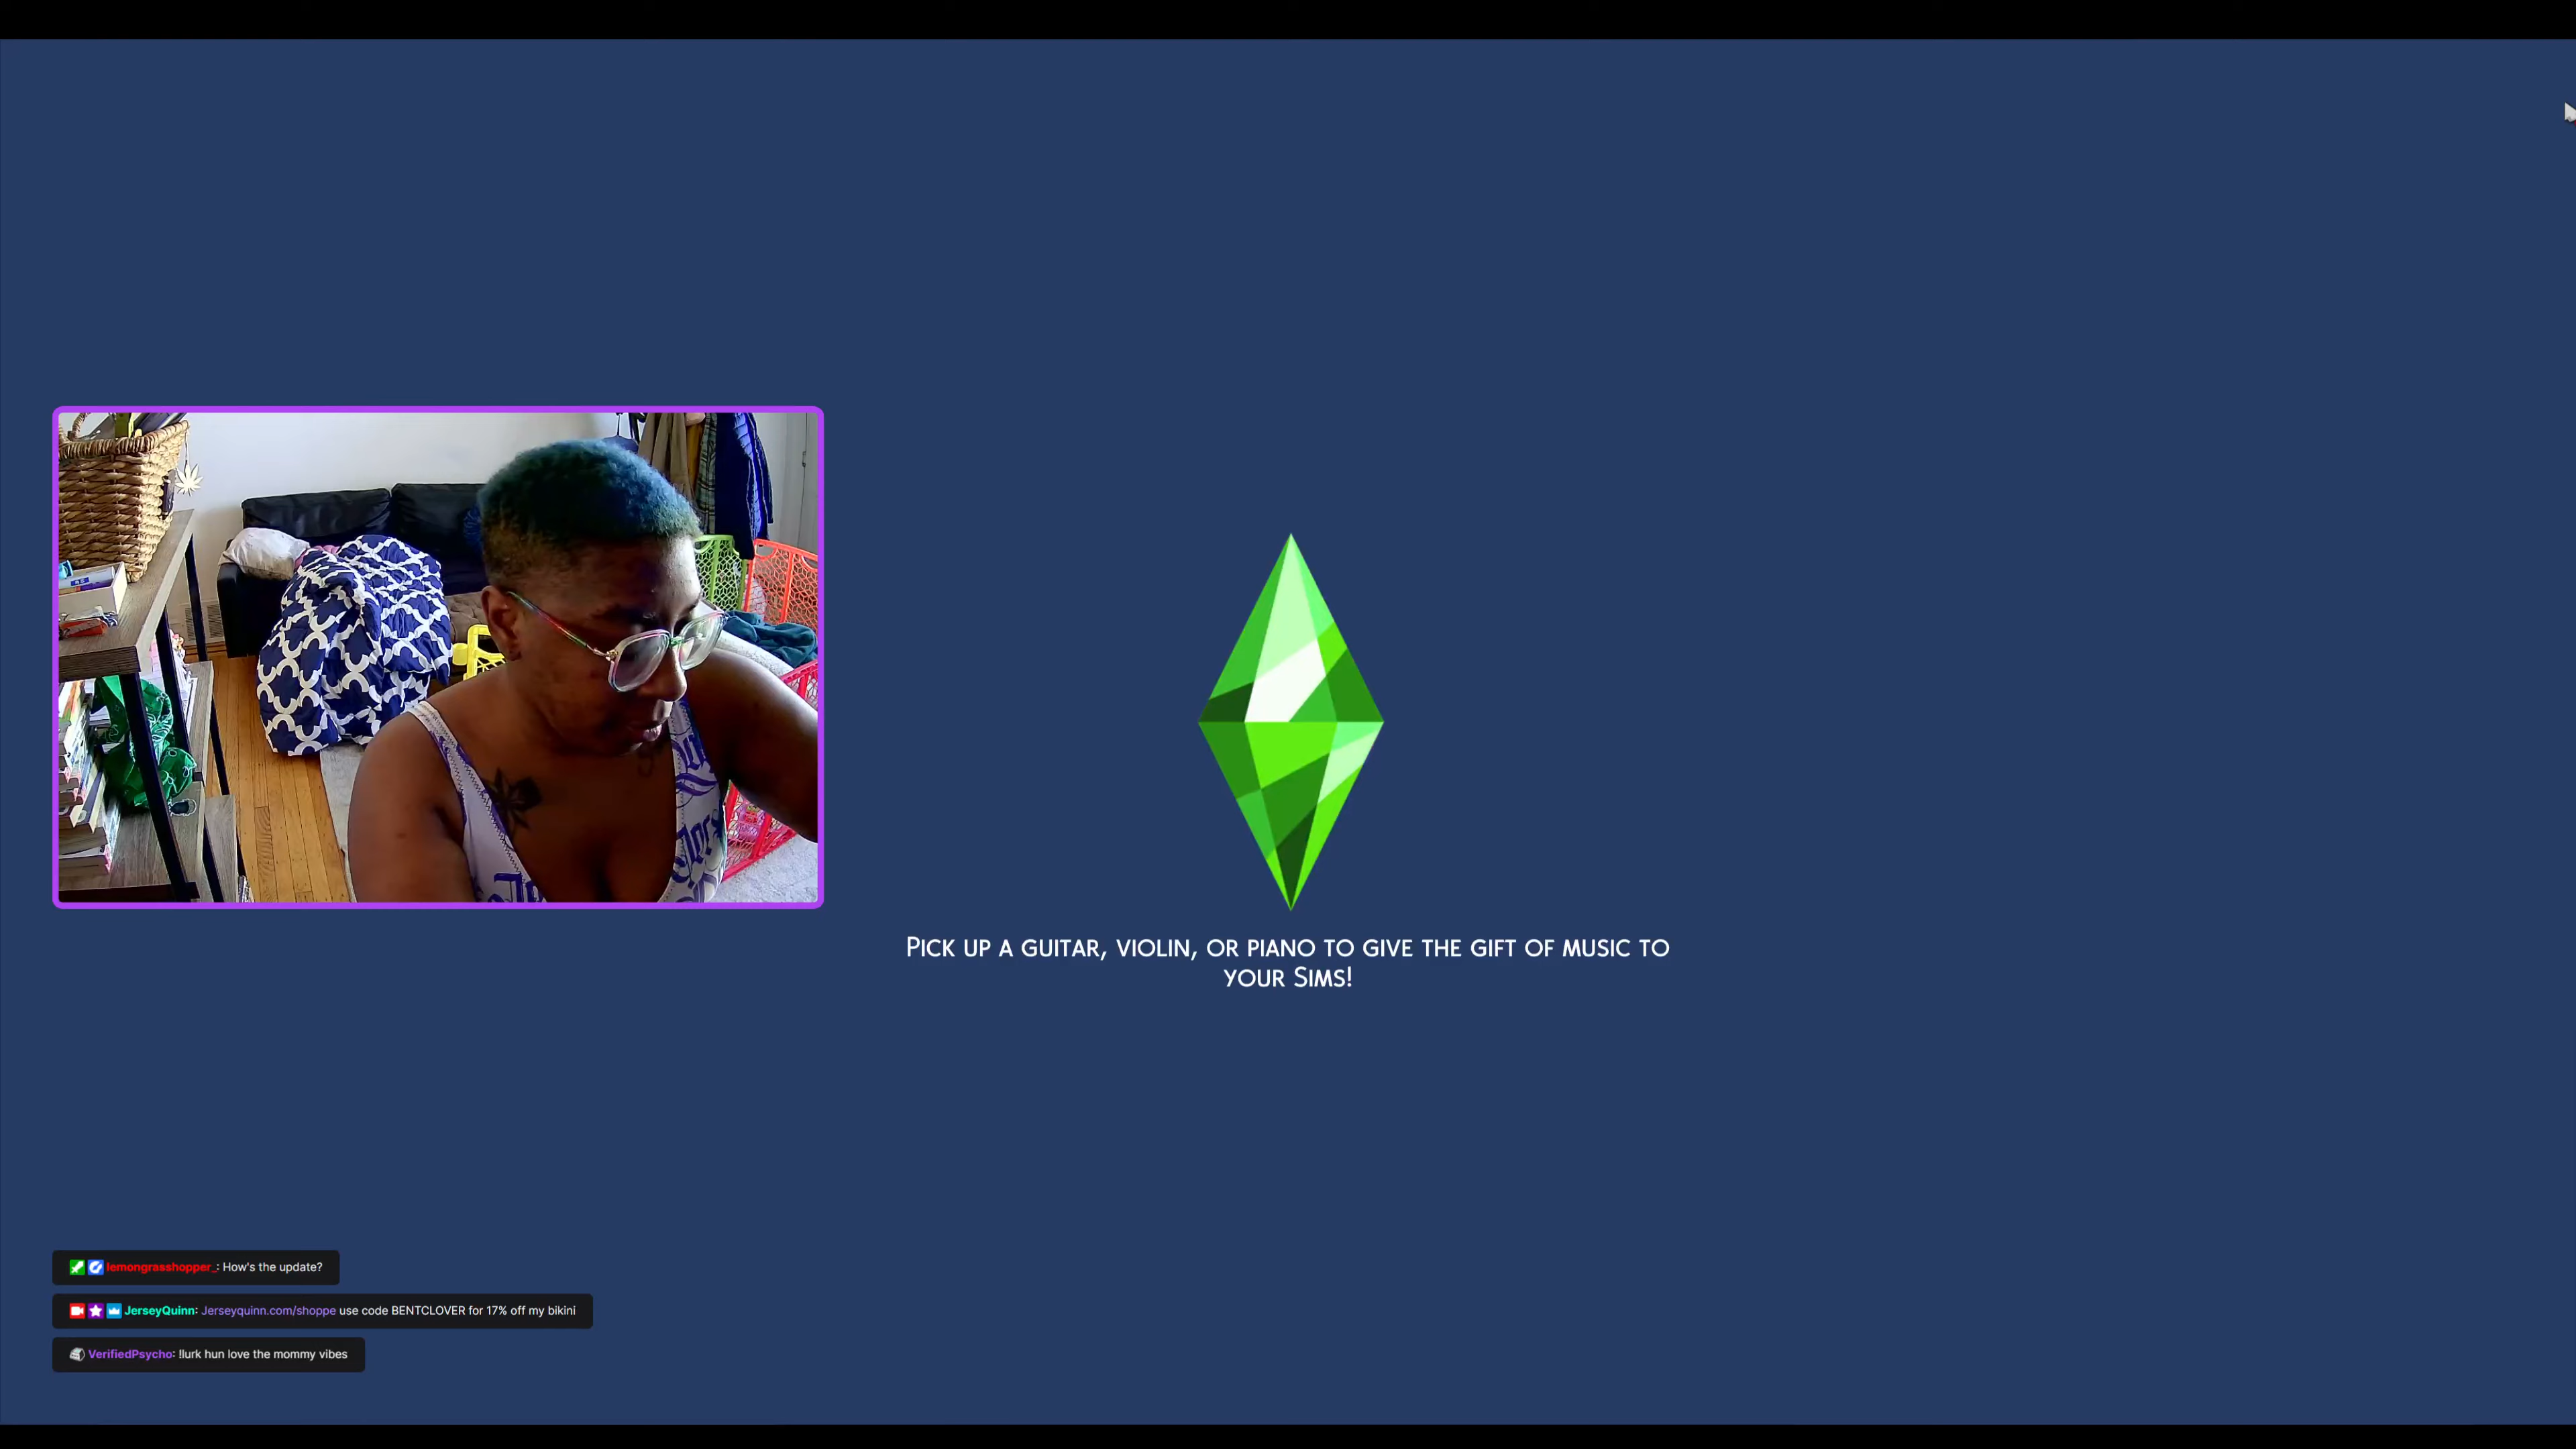 Pick up a guitar, violin, or piano to give the gift of music to
your Sims!
lemongrasshopper_: How's the update?
JerseyQuinn: Jerseyquinn.com/shoppe use code BENTCLOVER for 17% off my bikini
VerifiedPsycho: !lurk hun love the mommy vibes